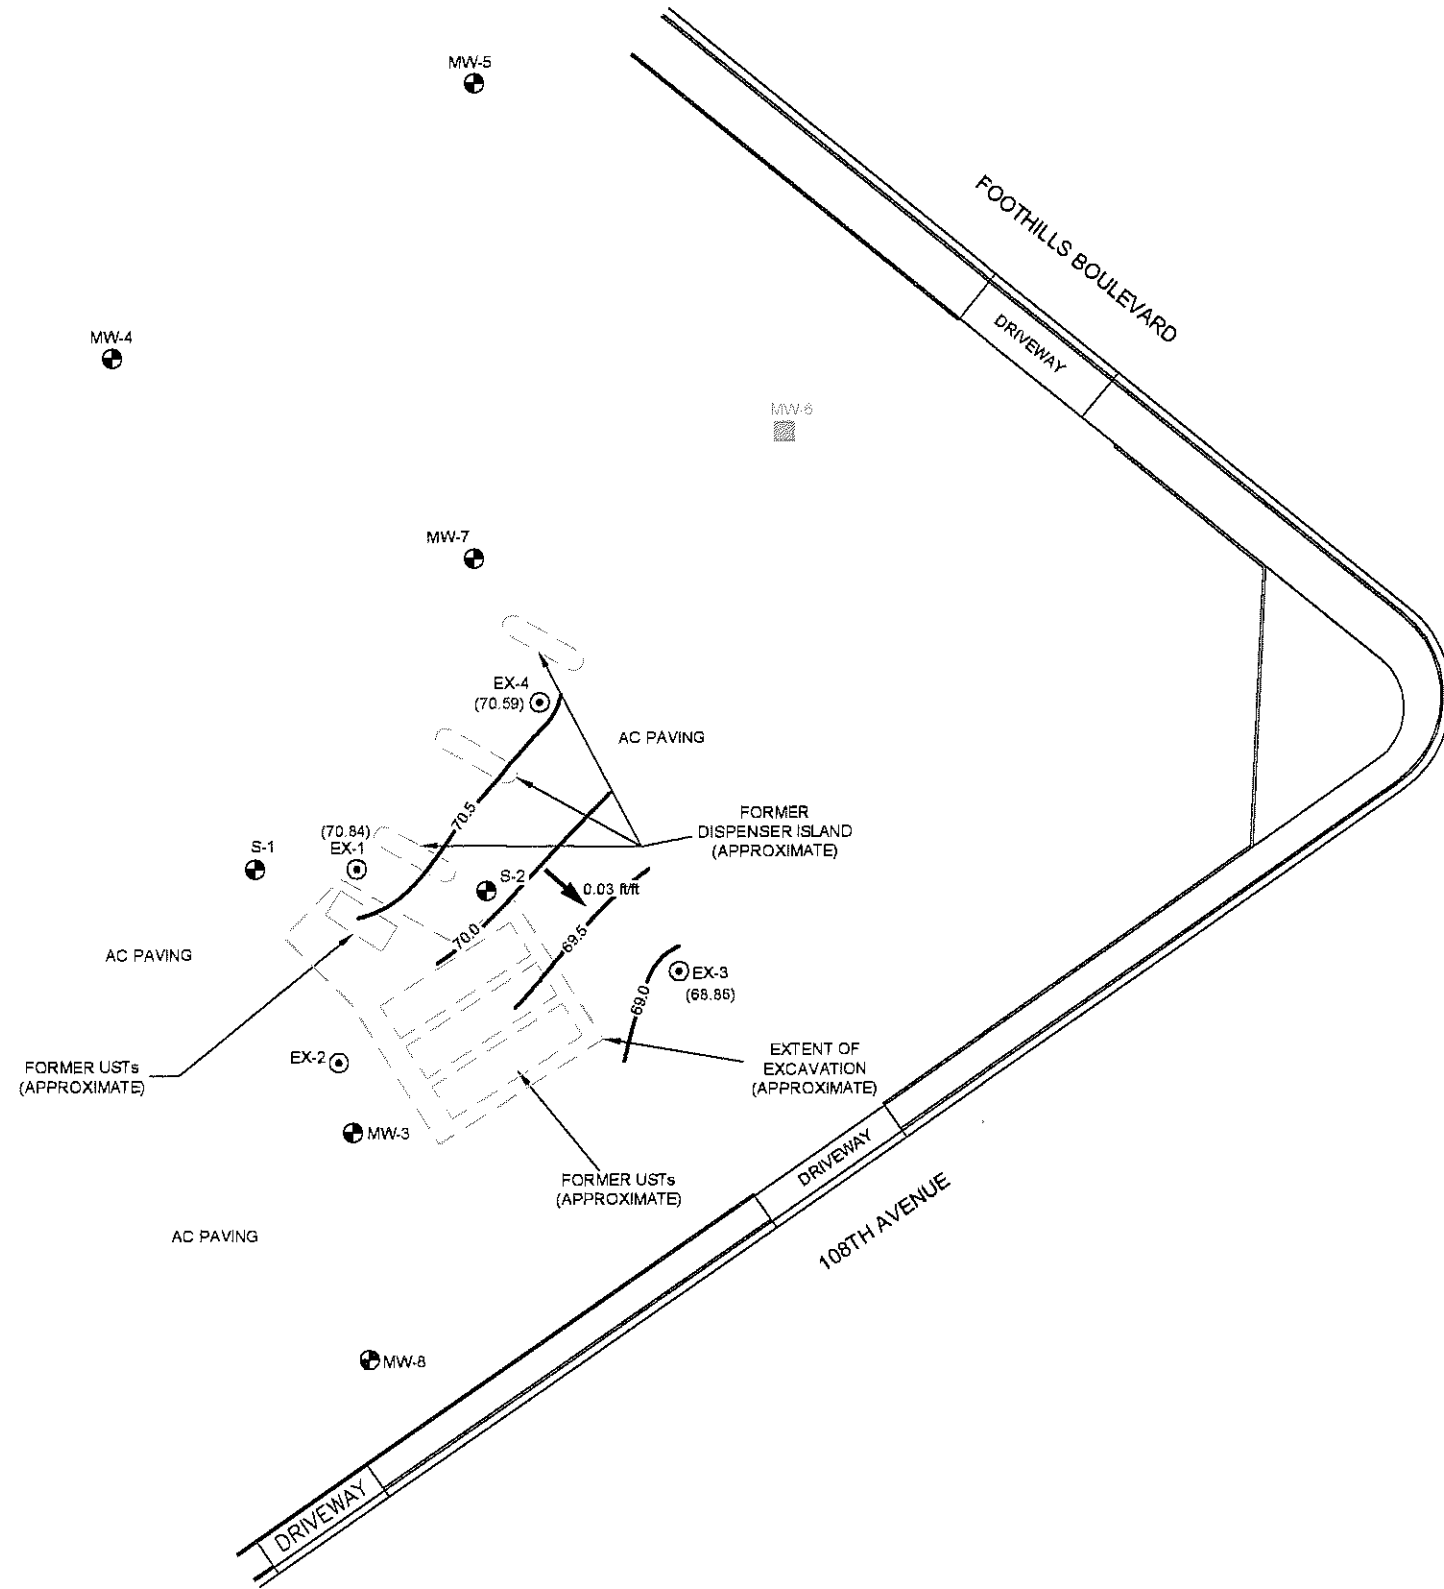 MW-5
FOOTHILLS BOULEVARD
DRIVEWAY
MW-4
MW-6
MW-7
EX-4
(70.59)
AC PAVING
70.5
FORMER
DISPENSER ISLAND
(APPROXIMATE)
(70.84)
EX-1
S-1
S-2
0.03 ft/ft
70.0
69.5
AC PAVING
EX-3
(68.86)
69.0
EX-2
FORMER USTs
(APPROXIMATE)
EXTENT OF
EXCAVATION
(APPROXIMATE)
MW-3
DRIVEWAY
FORMER USTs
(APPROXIMATE)
108TH AVENUE
AC PAVING
MW-8
DRIVEWAY